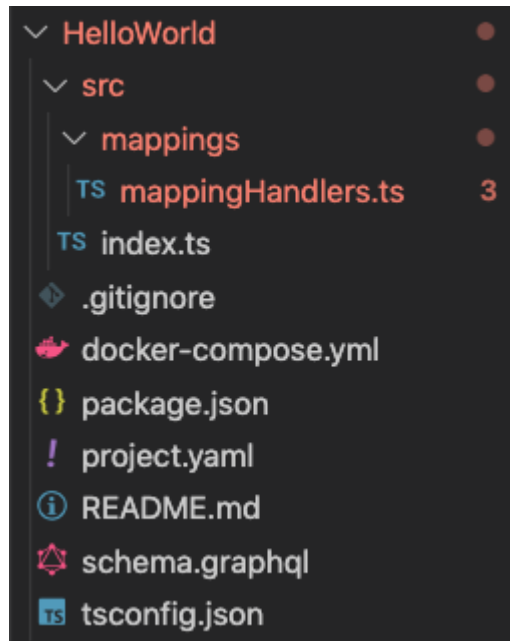 HelloWorld
src
mappings
TS mappingHandlers.ts 3
TS index.ts
.gitignore
docker-compose.yml
{} package.json
! project.yaml
README.md
schema.graphql
TS tsconfig.json